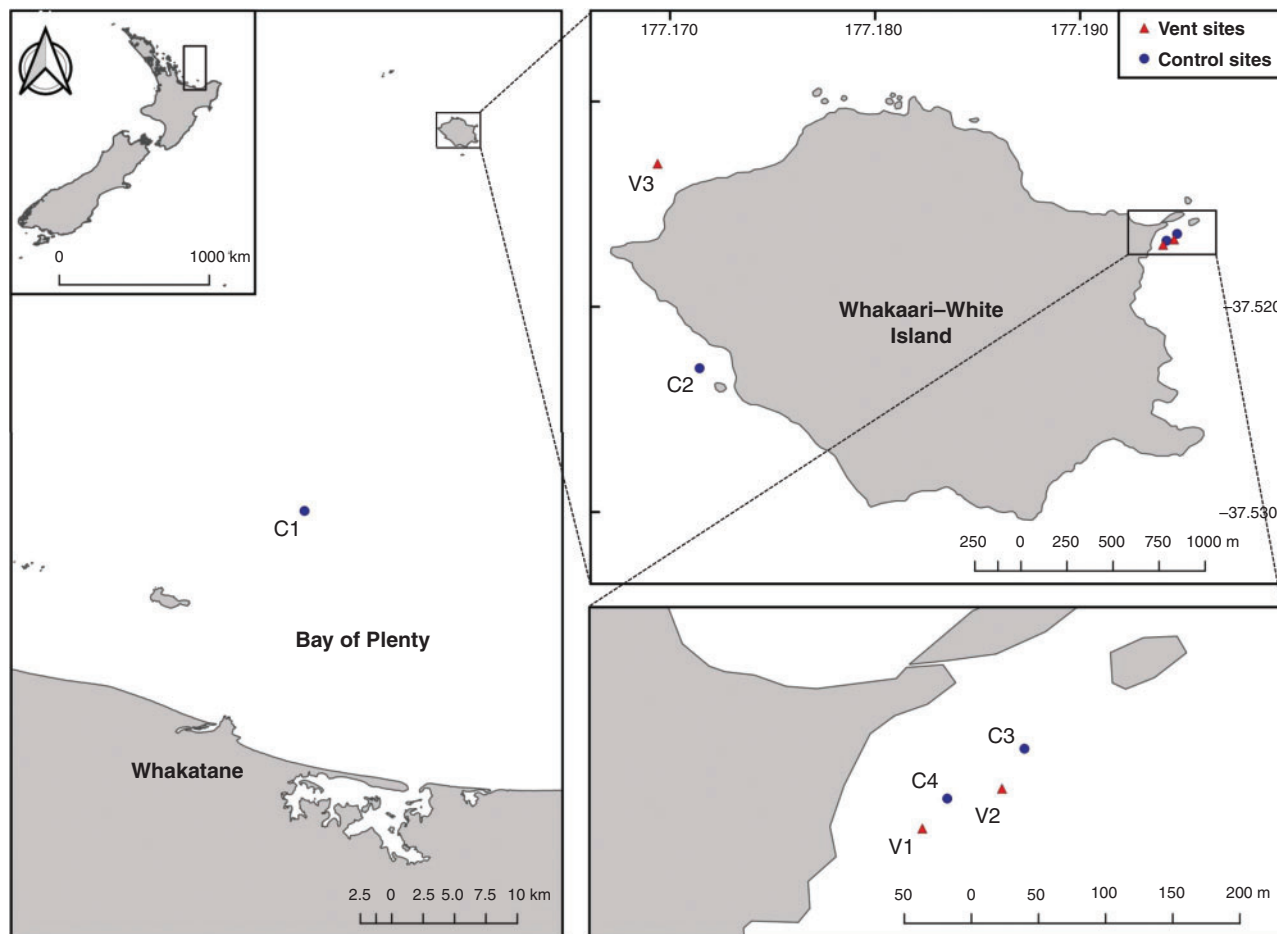 0
1000 km
C1
Bay of Plenty
Whakatane
2.5 0 2.5 5 7.5 10 km
177.170 177.180 177.190
Vent sites
Control sites
V3
Whakaari–White
Island
C2
–37.520
–37.530
250 0 250 500 750 1000 m
C3
C4
V2
V1
50 0 50 100 150 200 m